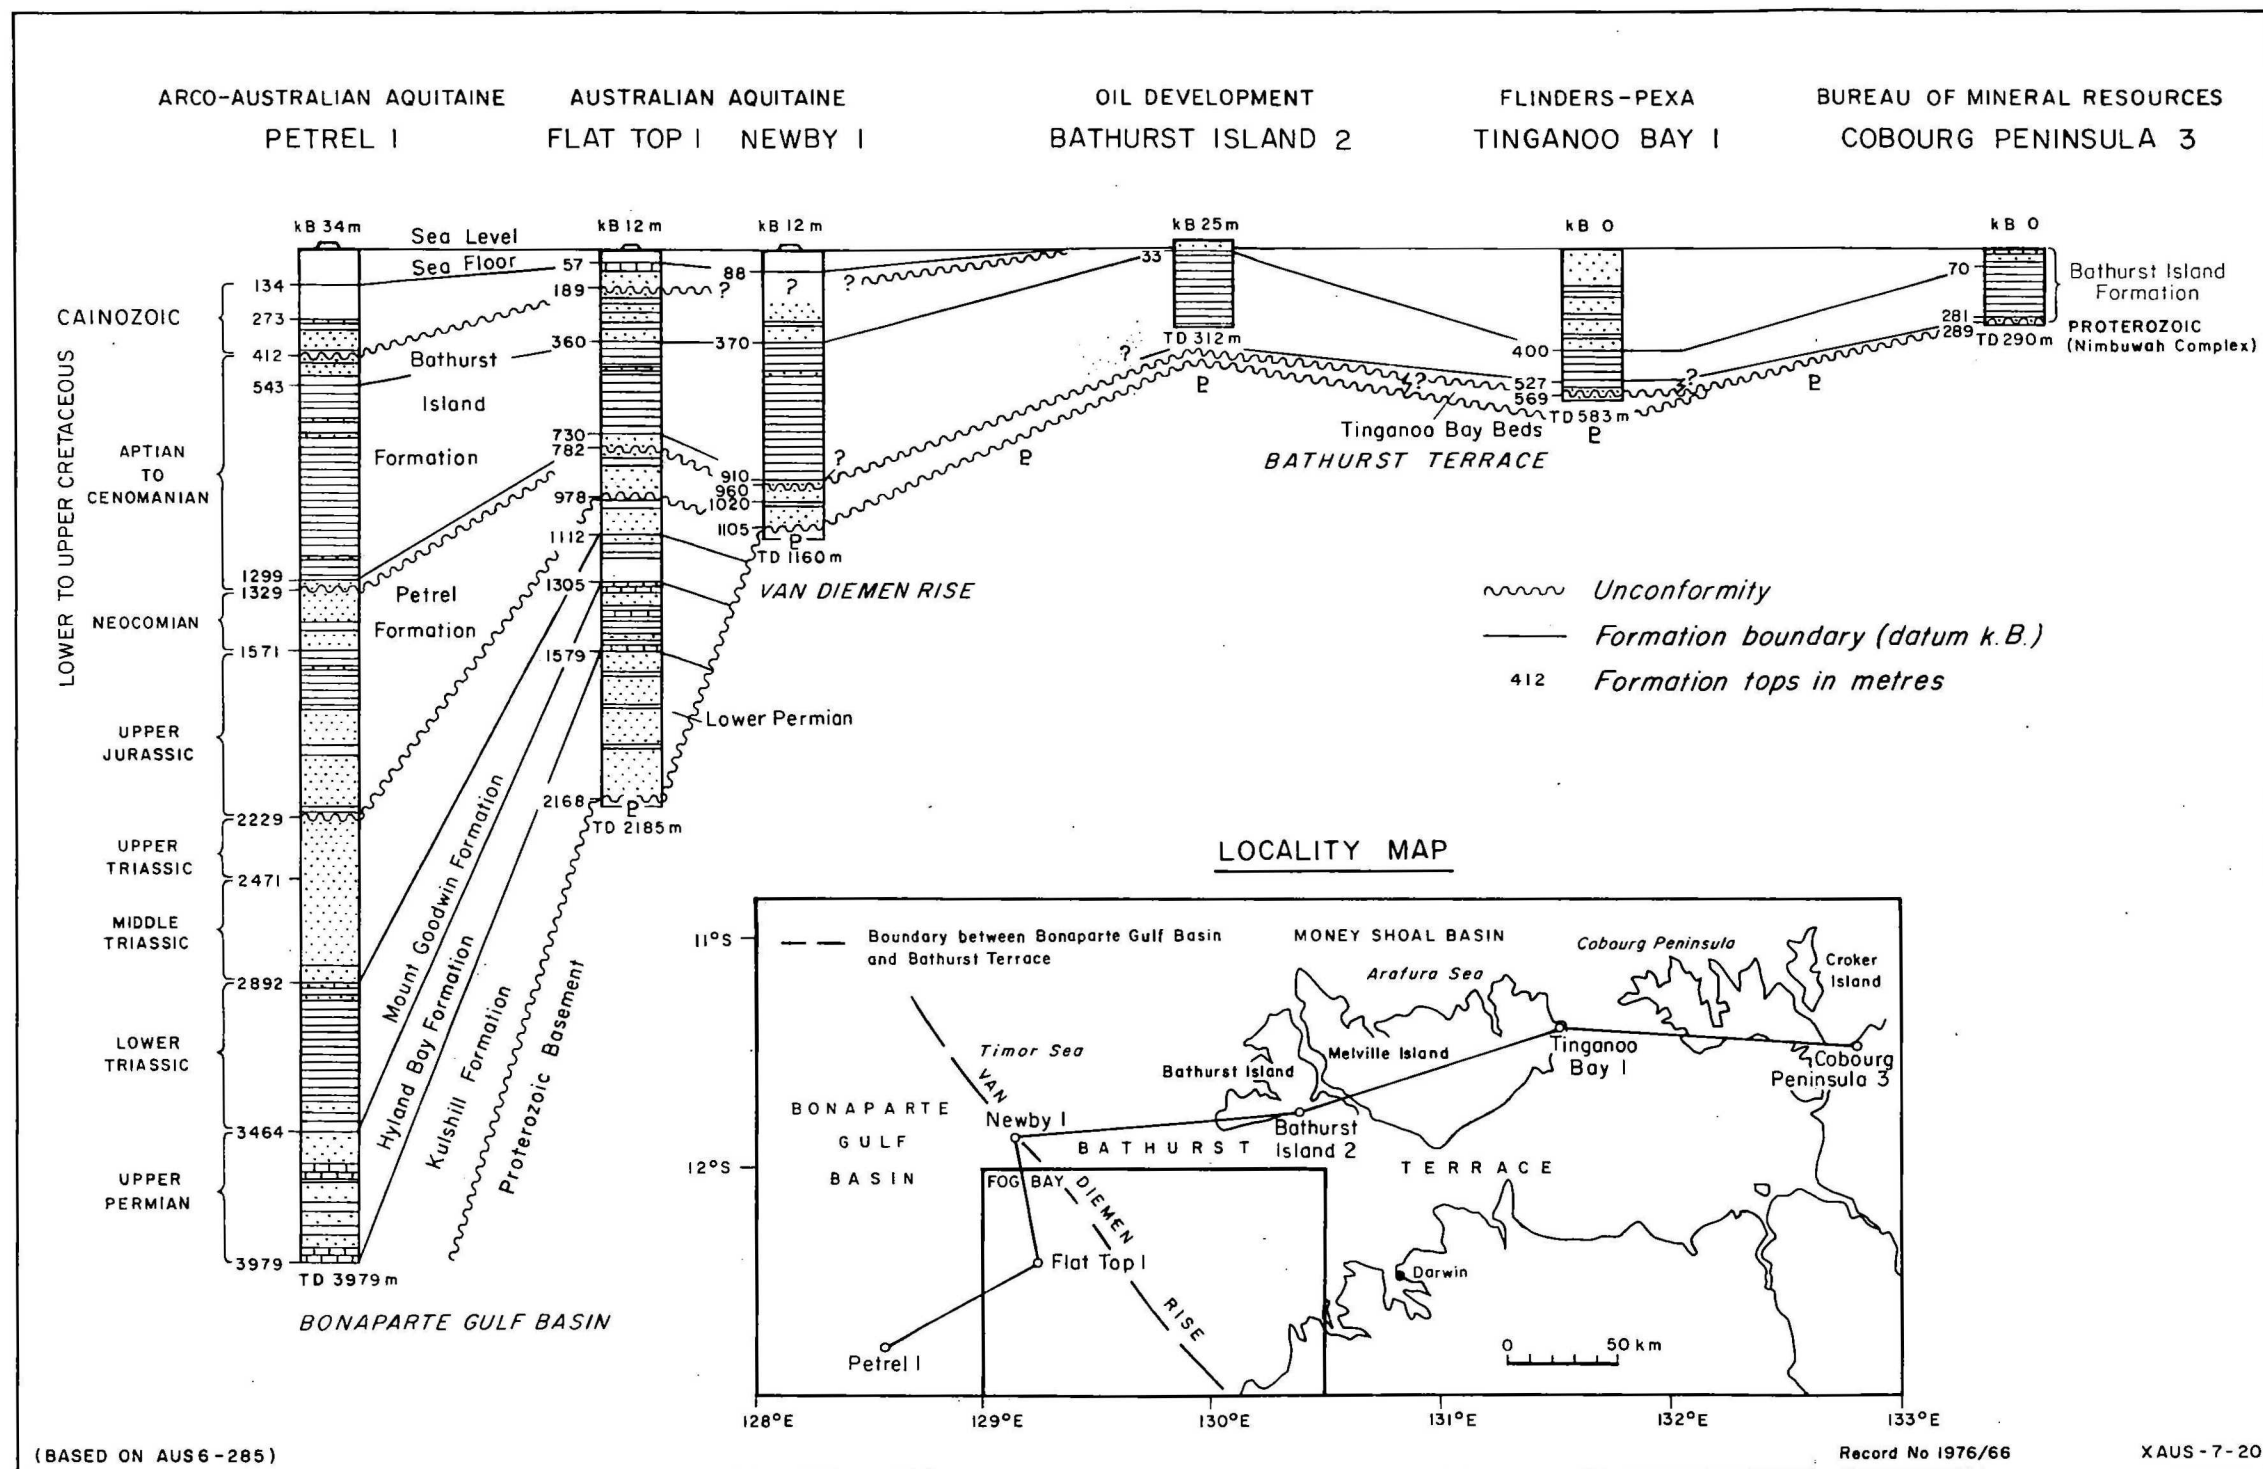 ARCO-AUSTRALIAN AQUITAINE
PETREL 1
AUSTRALIAN AQUITAINE
FLAT TOP 1 NEWBY 1
OIL DEVELOPMENT
BATHURST ISLAND 2
FLINDERS-PEXA
TINGANOO BAY 1
BUREAU OF MINERAL RESOURCES
COBOURG PENINSULA 3
kB 34m
kB 12m
kB 12m
kB 25m
kB 0
kB 0
Sea Level
Sea Floor
LOWER TO UPPER CRETACEOUS
CAINOZOIC
APTIAN
TO
CENOMANIAN
NEOCOMIAN
UPPER
JURASSIC
UPPER
TRIASSIC
MIDDLE
TRIASSIC
LOWER
TRIASSIC
UPPER
PERMIAN
134
273
412
543
1299
1329
1571
2229
2471
2892
3464
3979
TD 3979m
BONAPARTE GULF BASIN
Bathurst
Island
Formation
Petrel
Formation
Mount Goodwin Formation
Hyland Bay Formation
Kulshill Formation
Proterozoic Basement
57
189
360
730
782
978
1112
1305
1579
2168
P
TD 2185m
Lower Permian
?
88
?
370
910
960
1020
1105
P
TD 1160m
VAN DIEMEN RISE
?
?
P
?
33
TD 312m
P
?
Tinganoo Bay Beds
BATHURST TERRACE
400
527
569
TD 583m
P
?
P
70
281
289
TD 290m
Bathurst Island
Formation
PROTEROZOIC
(Nimbuwah Complex)
Unconformity
Formation boundary (datum k.B.)
412 Formation tops in metres
LOCALITY MAP
11°S
12°S
Boundary between Bonaparte Gulf Basin
and Bathurst Terrace
MONEY SHOAL BASIN
Arafura Sea
Cobourg Peninsula
Croker
Island
Timor Sea
VAN
DIEMEN
RISE
Bathurst Island
Melville Island
Tinganoo
Bay 1
Cobourg
Peninsula 3
BONAPARTE
GULF
BASIN
Newby 1
BATHURST
TERRACE
Bathurst
Island 2
FOG BAY
Flat Top 1
Petrel 1
Darwin
0 50 km
128°E
129°E
130°E
131°E
132°E
133°E
(BASED ON AUS 6-285)
Record No 1976/66
XAUS-7-20